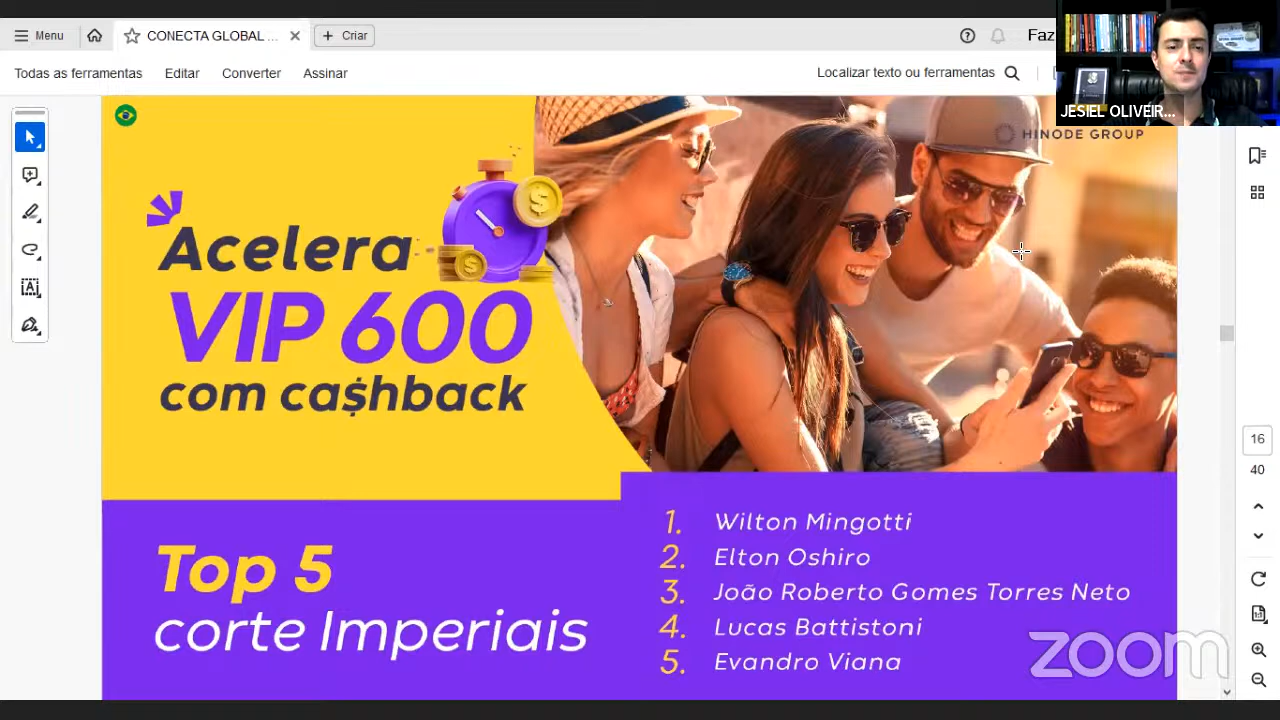 Menu
CONECTA GLOBAL ...
Criar
Faz
Todas as ferramentas
Editar
Converter
Assinar
Localizar texto ou ferramentas
JESIEL OLIVEIR...
HINODE GROUP
Acelera
VIP 600
com ca$hback
Top 5
corte Imperiais
1. Wilton Mingotti
2. Elton Oshiro
3. João Roberto Gomes Torres Neto
4. Lucas Battistoni
5. Evandro Viana
16
40
zoom